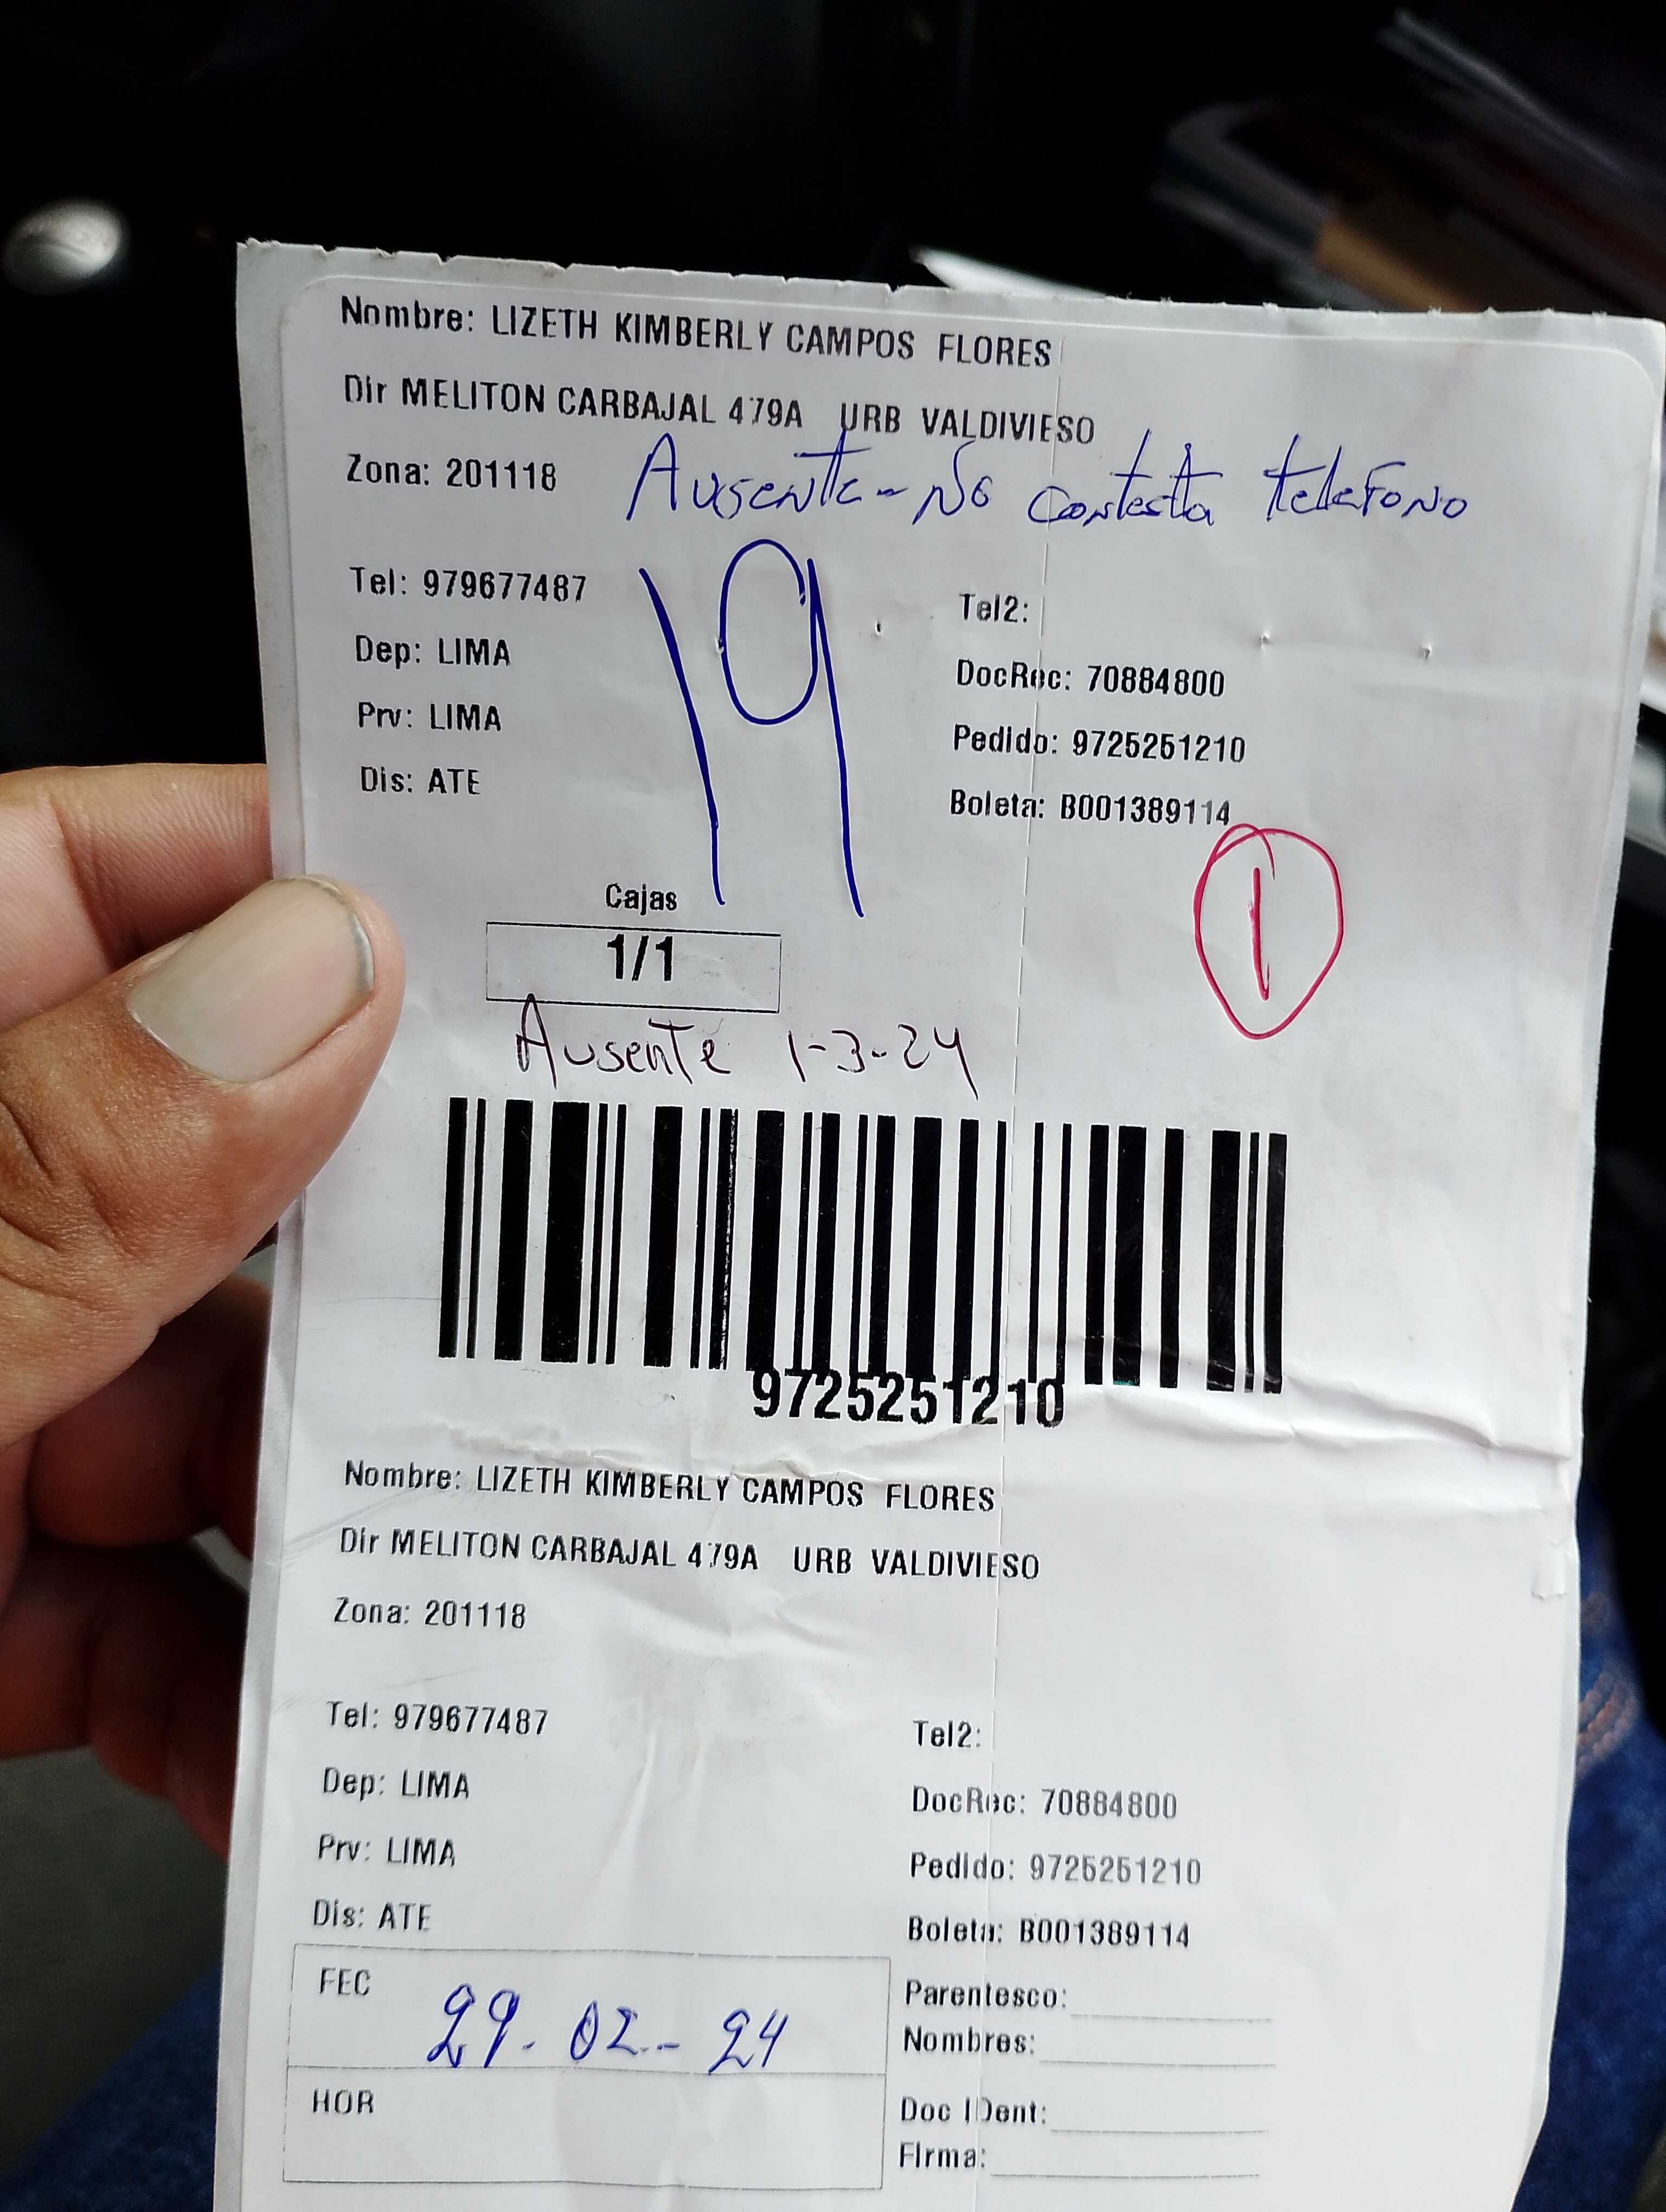 Nombre: LIZETH KIMBERLY CAMPOS FLORES
Dir MELITON CARBAJAL 479A URB VALDIVIESO
Zona: 201118
Ausente - No contesta telefono
Tel: 979677487
Tel2:
19
Dep: LIMA
DocRec: 70884800
Prv: LIMA
Pedido: 9725251210
Dis: ATE
Boleta: B001389114
1
Cajas
1/1
Ausente 1-3-24
9725251210
Nombre: LIZETH KIMBERLY CAMPOS FLORES
Dir MELITON CARBAJAL 479A URB VALDIVIESO
Zona: 201118
Tel: 979677487
Tel2:
Dep: LIMA
DocRec: 70884800
Prv: LIMA
Pedido: 9725251210
Dis: ATE
Boleta: B001389114
FEC 29-02-24
Parentesco:
Nombres:
HOR
Doc IDent:
Firma: